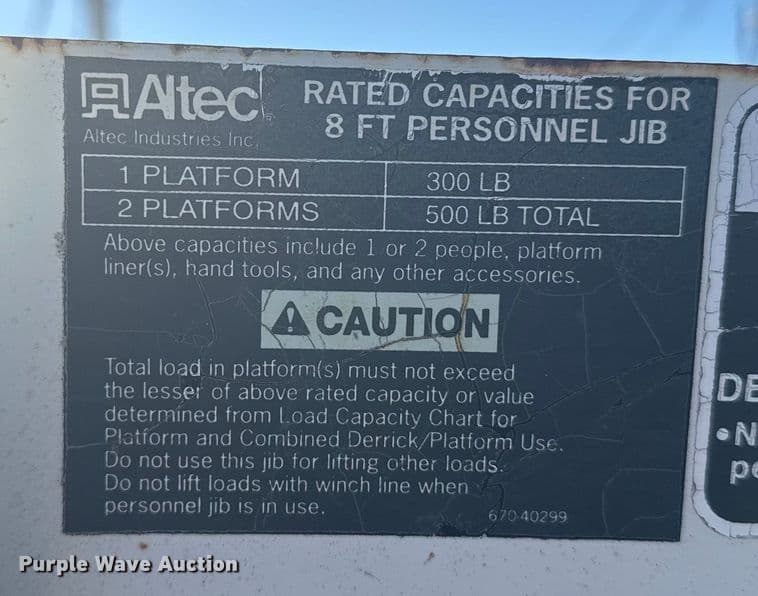 Altec
Altec Industries Inc.
RATED CAPACITIES FOR
8 FT PERSONNEL JIB
1 PLATFORM 300 LB
2 PLATFORMS 500 LB TOTAL
Above capacities include 1 or 2 people, platform
liner(s), hand tools, and any other accessories.
CAUTION
Total load in platform(s) must not exceed
the lesser of above rated capacity or value
determined from Load Capacity Chart for
Platform and Combined Derrick/Platform Use.
Do not use this jib for lifting other loads.
Do not lift loads with winch line when
personnel jib is in use.
670-40299
DE
•N
pe
Purple Wave Auction